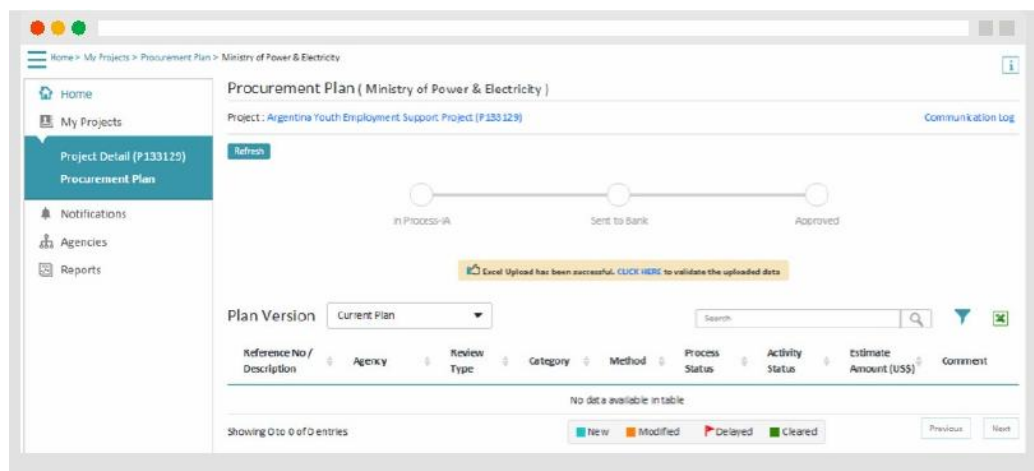 Home > My Projects > Procurement Plan > Ministry of Power & Electricity
i
Home
My Projects
Project Detail (P133129)
Procurement Plan
Notifications
Agencies
Reports
Procurement Plan ( Ministry of Power & Electricity )
Project : Argentina Youth Employment Support Project (P133129)
Communication Log
Refresh
In Process-IA
Sent to Bank
Approved
Excel Upload has been successful. CLICK HERE to validate the uploaded data
Plan Version
Current Plan
Search
Reference No / Description
Agency
Review Type
Category
Method
Process Status
Activity Status
Estimate Amount (US$)
Comment
No data available in table
Showing 0 to 0 of 0 entries
New
Modified
Delayed
Cleared
Previous
Next